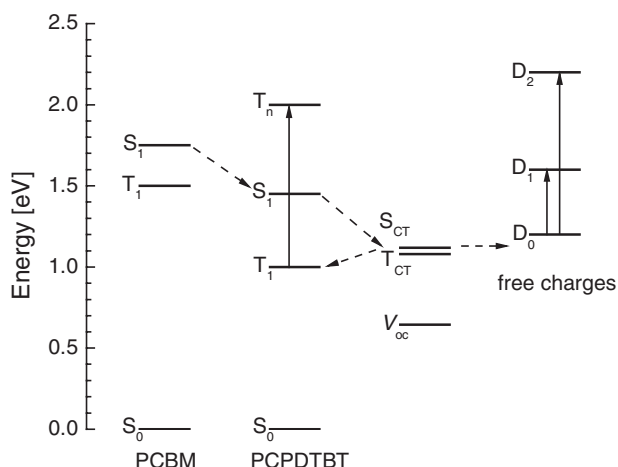 2.5
2.0
1.5
1.0
0.5
0.0
Energy [eV]
S1
T1
S0
PCBM
Tn
S1
T1
S0
PCPDTBT
SCT
TCT
Voc
D2
D1
D0
free charges